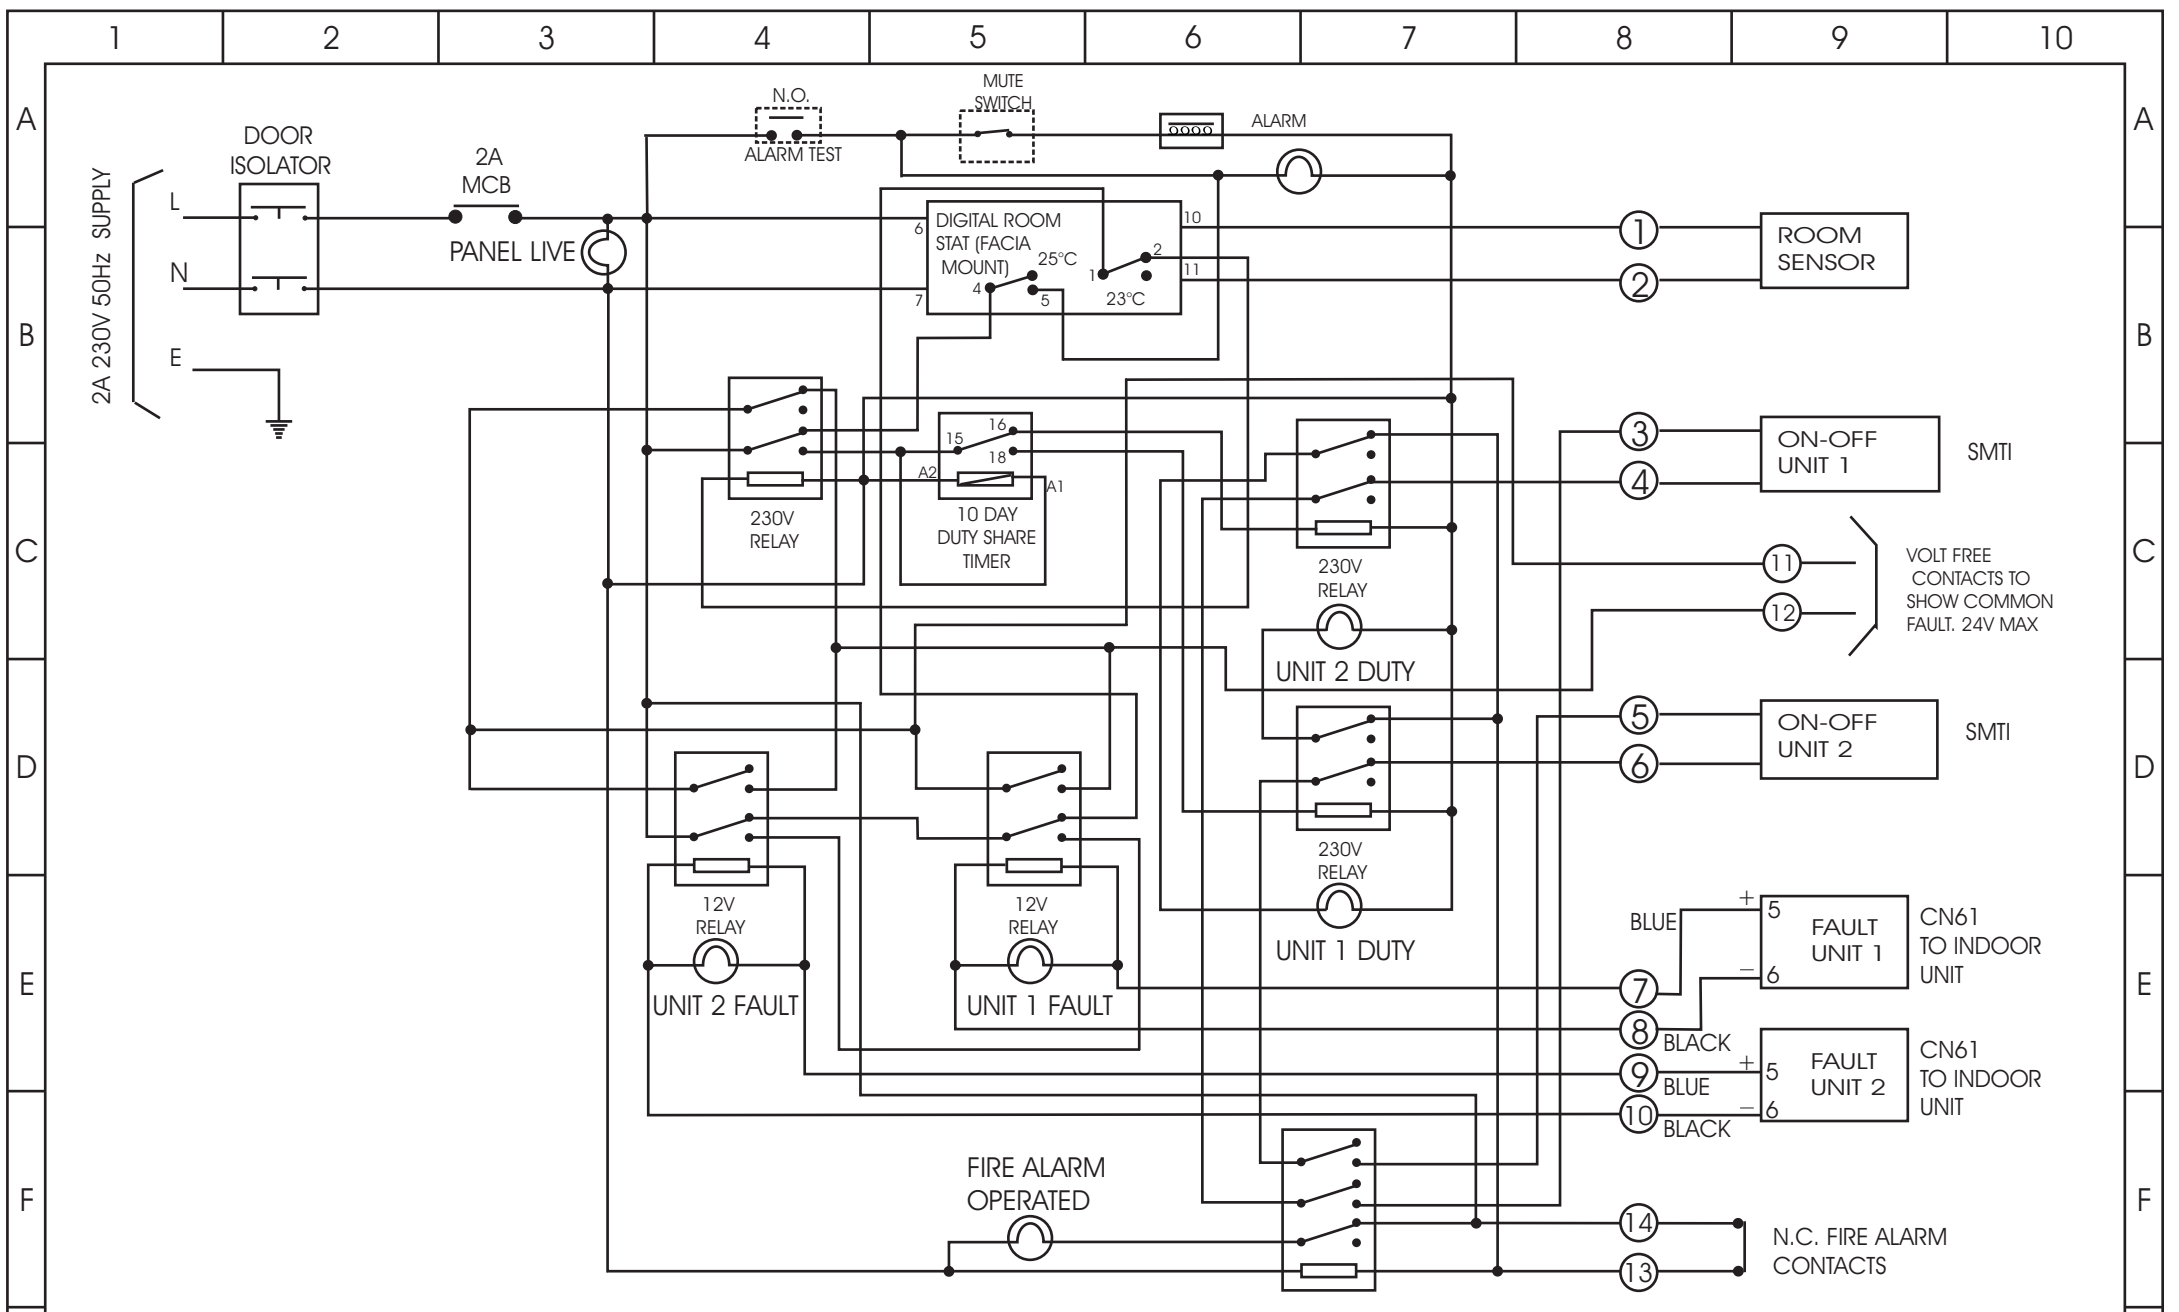 1 2 3 4 5 6 7 8 9 10
A
B
C
D
E
F
A
B
C
D
E
F
2A 230V 50Hz SUPPLY
L
N
E
DOOR
ISOLATOR
2A
MCB
PANEL LIVE
N.O.
ALARM TEST
MUTE
SWITCH
ALARM
DIGITAL ROOM
STAT (FACIA
MOUNT)
25°C
23°C
6
7
4
5
1
2
10
11
1
2
ROOM
SENSOR
230V
RELAY
15
16
18
A2
A1
10 DAY
DUTY SHARE
TIMER
230V
RELAY
UNIT 2 DUTY
3
4
ON-OFF
UNIT 1
SMTI
11
12
VOLT FREE
CONTACTS TO
SHOW COMMON
FAULT. 24V MAX
5
6
ON-OFF
UNIT 2
SMTI
230V
RELAY
UNIT 1 DUTY
12V
RELAY
UNIT 2 FAULT
12V
RELAY
UNIT 1 FAULT
BLUE
7
8
BLACK
+
5
−
6
FAULT
UNIT 1
CN61
TO INDOOR
UNIT
9
BLUE
10
BLACK
+
5
−
6
FAULT
UNIT 2
CN61
TO INDOOR
UNIT
FIRE ALARM
OPERATED
14
13
N.C. FIRE ALARM
CONTACTS